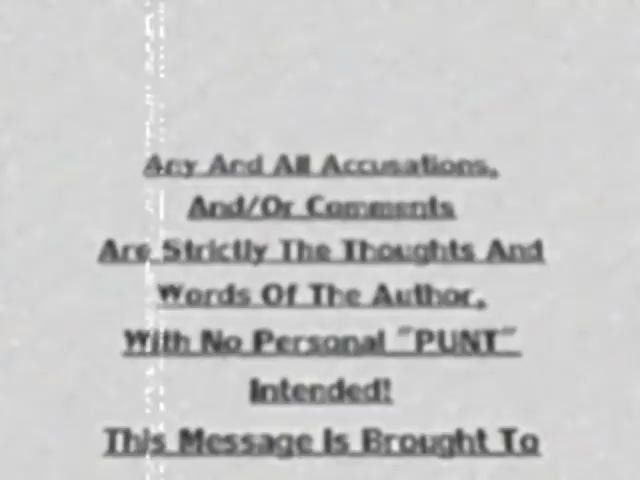 Any And All Accusations,
And/Or Comments
Are Strictly The Thoughts And
Words Of The Author,
With No Personal "PUNT"
Intended!
This Message Is Brought To